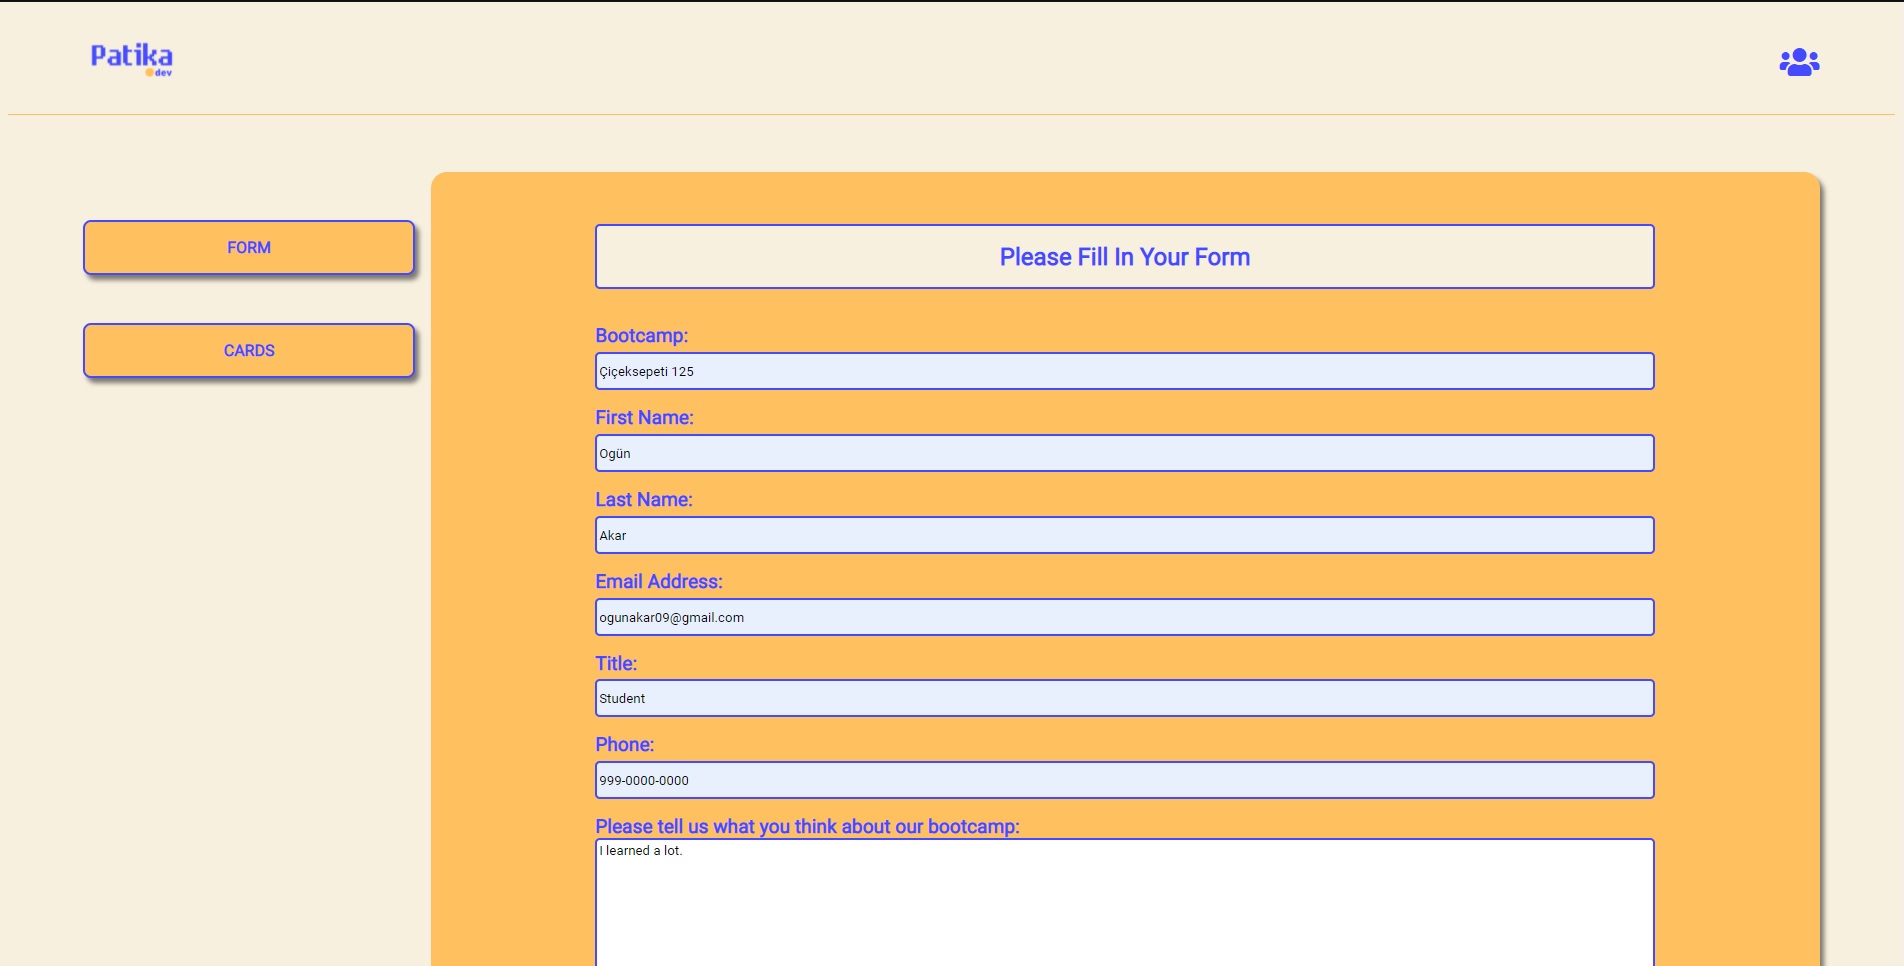 Patika
dev
FORM
CARDS
Please Fill In Your Form
Bootcamp:
Çiçeksepeti 125
First Name:
Ogün
Last Name:
Akar
Email Address:
ogunakar09@gmail.com
Title:
Student
Phone:
999-0000-0000
Please tell us what you think about our bootcamp:
I learned a lot.